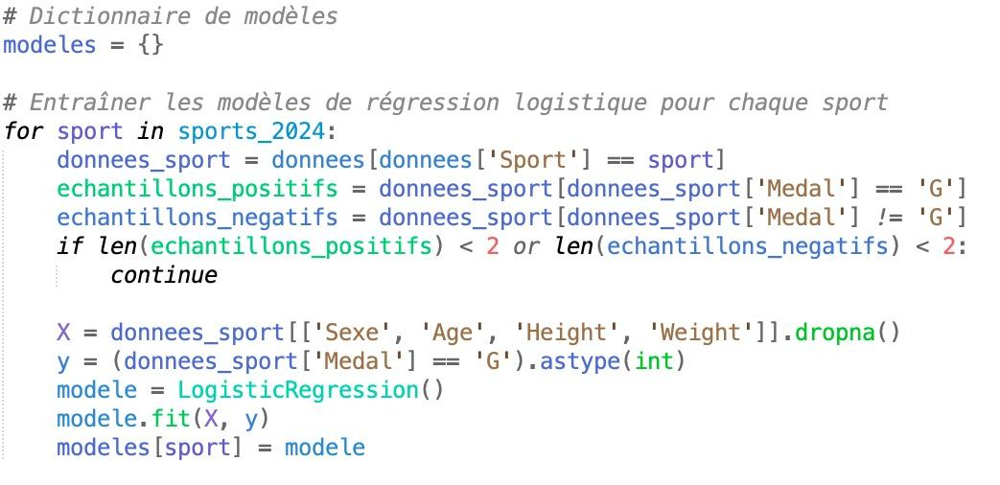 # Dictionnaire de modèles
modeles = {}
# Entraîner les modèles de régression logistique pour chaque sport
for sport in sports_2024:
    donnees_sport = donnees[donnees['Sport'] == sport]
    echantillons_positifs = donnees_sport[donnees_sport['Medal'] == 'G']
    echantillons_negatifs = donnees_sport[donnees_sport['Medal'] != 'G']
    if len(echantillons_positifs) < 2 or len(echantillons_negatifs) < 2:
        continue
    X = donnees_sport[['Sexe', 'Age', 'Height', 'Weight']].dropna()
    y = (donnees_sport['Medal'] == 'G').astype(int)
    modele = LogisticRegression()
    modele.fit(X, y)
    modeles[sport] = modele